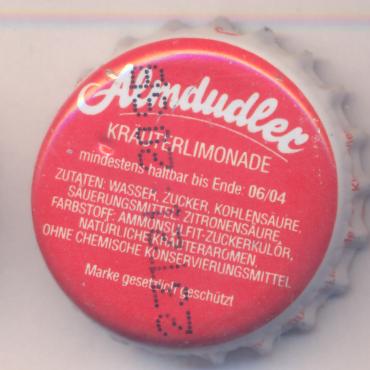 Almdudler
KRÄUTERLIMONADE
mindestens haltbar bis Ende: 06/04
ZUTATEN: WASSER, ZUCKER, KOHLENSÄURE,
SÄUERUNGSMITTEL ZITRONENSÄURE,
FARBSTOFF: AMMONSULFIT-ZUCKERKULÖR,
NATÜRLICHE KRÄUTERAROMEN,
OHNE CHEMISCHE KONSERVIERUNGSMITTEL
Marke gesetzlich geschützt